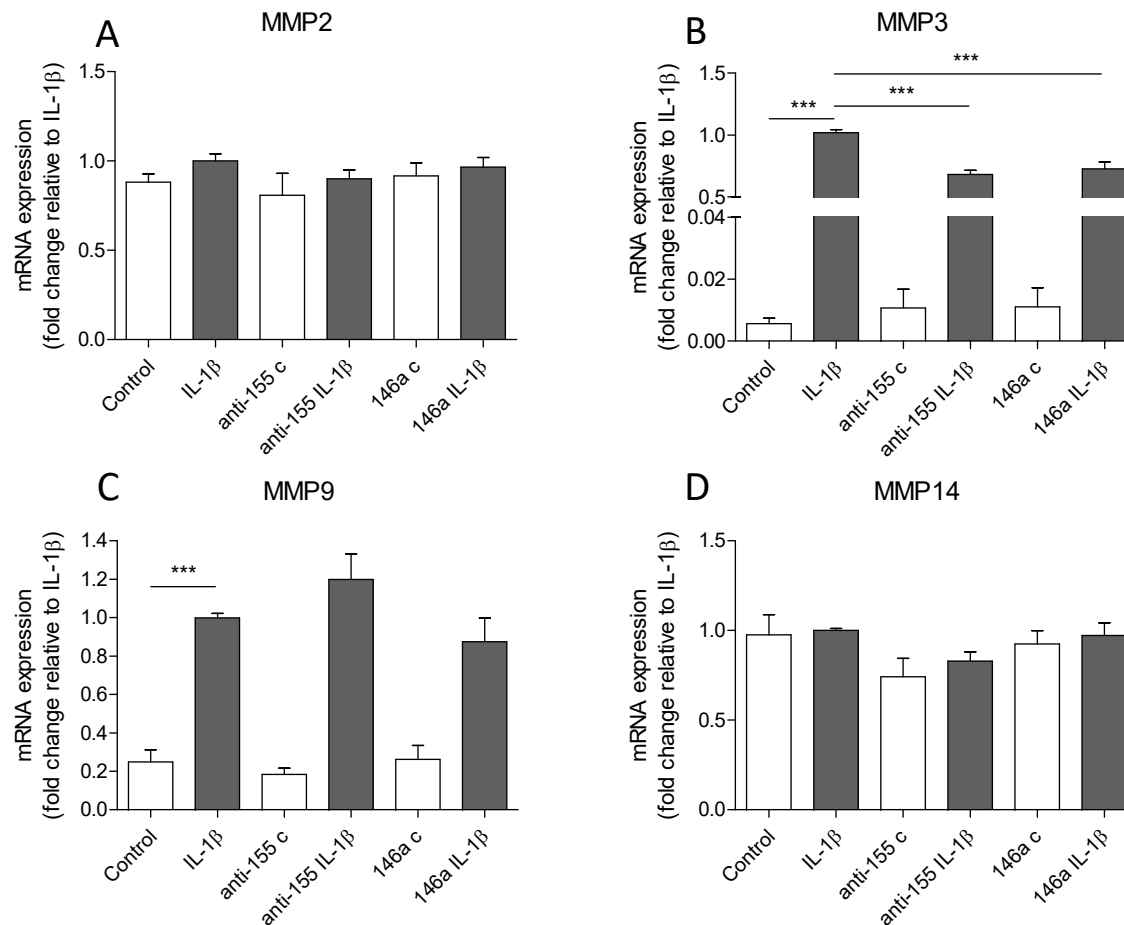 A
MMP2
mRNA expression
(fold change relative to IL-1β)
1.5
1.0
0.5
0.0
Control
IL-1β
anti-155 c
anti-155 IL-1β
146a c
146a IL-1β
B
MMP3
mRNA expression
(fold change relative to IL-1β)
1.5
1.0
0.5
0.04
0.02
0.00
***
***
***
Control
IL-1β
anti-155 c
anti-155 IL-1β
146a c
146a IL-1β
C
MMP9
mRNA expression
(fold change relative to IL-1β)
1.4
1.2
1.0
0.8
0.6
0.4
0.2
0.0
***
Control
IL-1β
anti-155 c
anti-155 IL-1β
146a c
146a IL-1β
D
MMP14
mRNA expression
(fold change relative to IL-1β)
1.5
1.0
0.5
0.0
Control
IL-1β
anti-155 c
anti-155 IL-1β
146a c
146a IL-1β